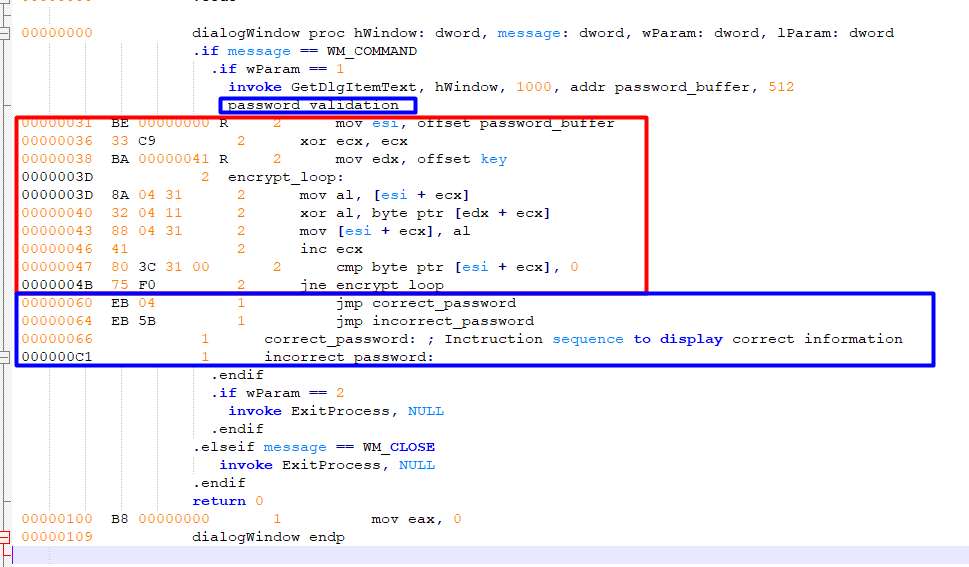 00000000 dialogWindow proc hWindow: dword, message: dword, wParam: dword, lParam: dword
.if message == WM_COMMAND
.if wParam == 1
invoke GetDlgItemText, hWindow, 1000, addr password_buffer, 512
password_validation
00000031 BE 00000000 R 2 mov esi, offset password_buffer
00000036 33 C9 2 xor ecx, ecx
00000038 BA 00000041 R 2 mov edx, offset key
0000003D 2 encrypt_loop:
0000003D 8A 04 31 2 mov al, [esi + ecx]
00000040 32 04 11 2 xor al, byte ptr [edx + ecx]
00000043 88 04 31 2 mov [esi + ecx], al
00000046 41 2 inc ecx
00000047 80 3C 31 00 2 cmp byte ptr [esi + ecx], 0
0000004B 75 F0 2 jne encrypt_loop
00000060 EB 04 1 jmp correct_password
00000064 EB 5B 1 jmp incorrect_password
00000066 1 correct_password: ; Inctruction sequence to display correct information
000000C1 1 incorrect_password:
.endif
.if wParam == 2
invoke ExitProcess, NULL
.endif
.elseif message == WM_CLOSE
invoke ExitProcess, NULL
.endif
return 0
00000100 B8 00000000 1 mov eax, 0
00000109 dialogWindow endp